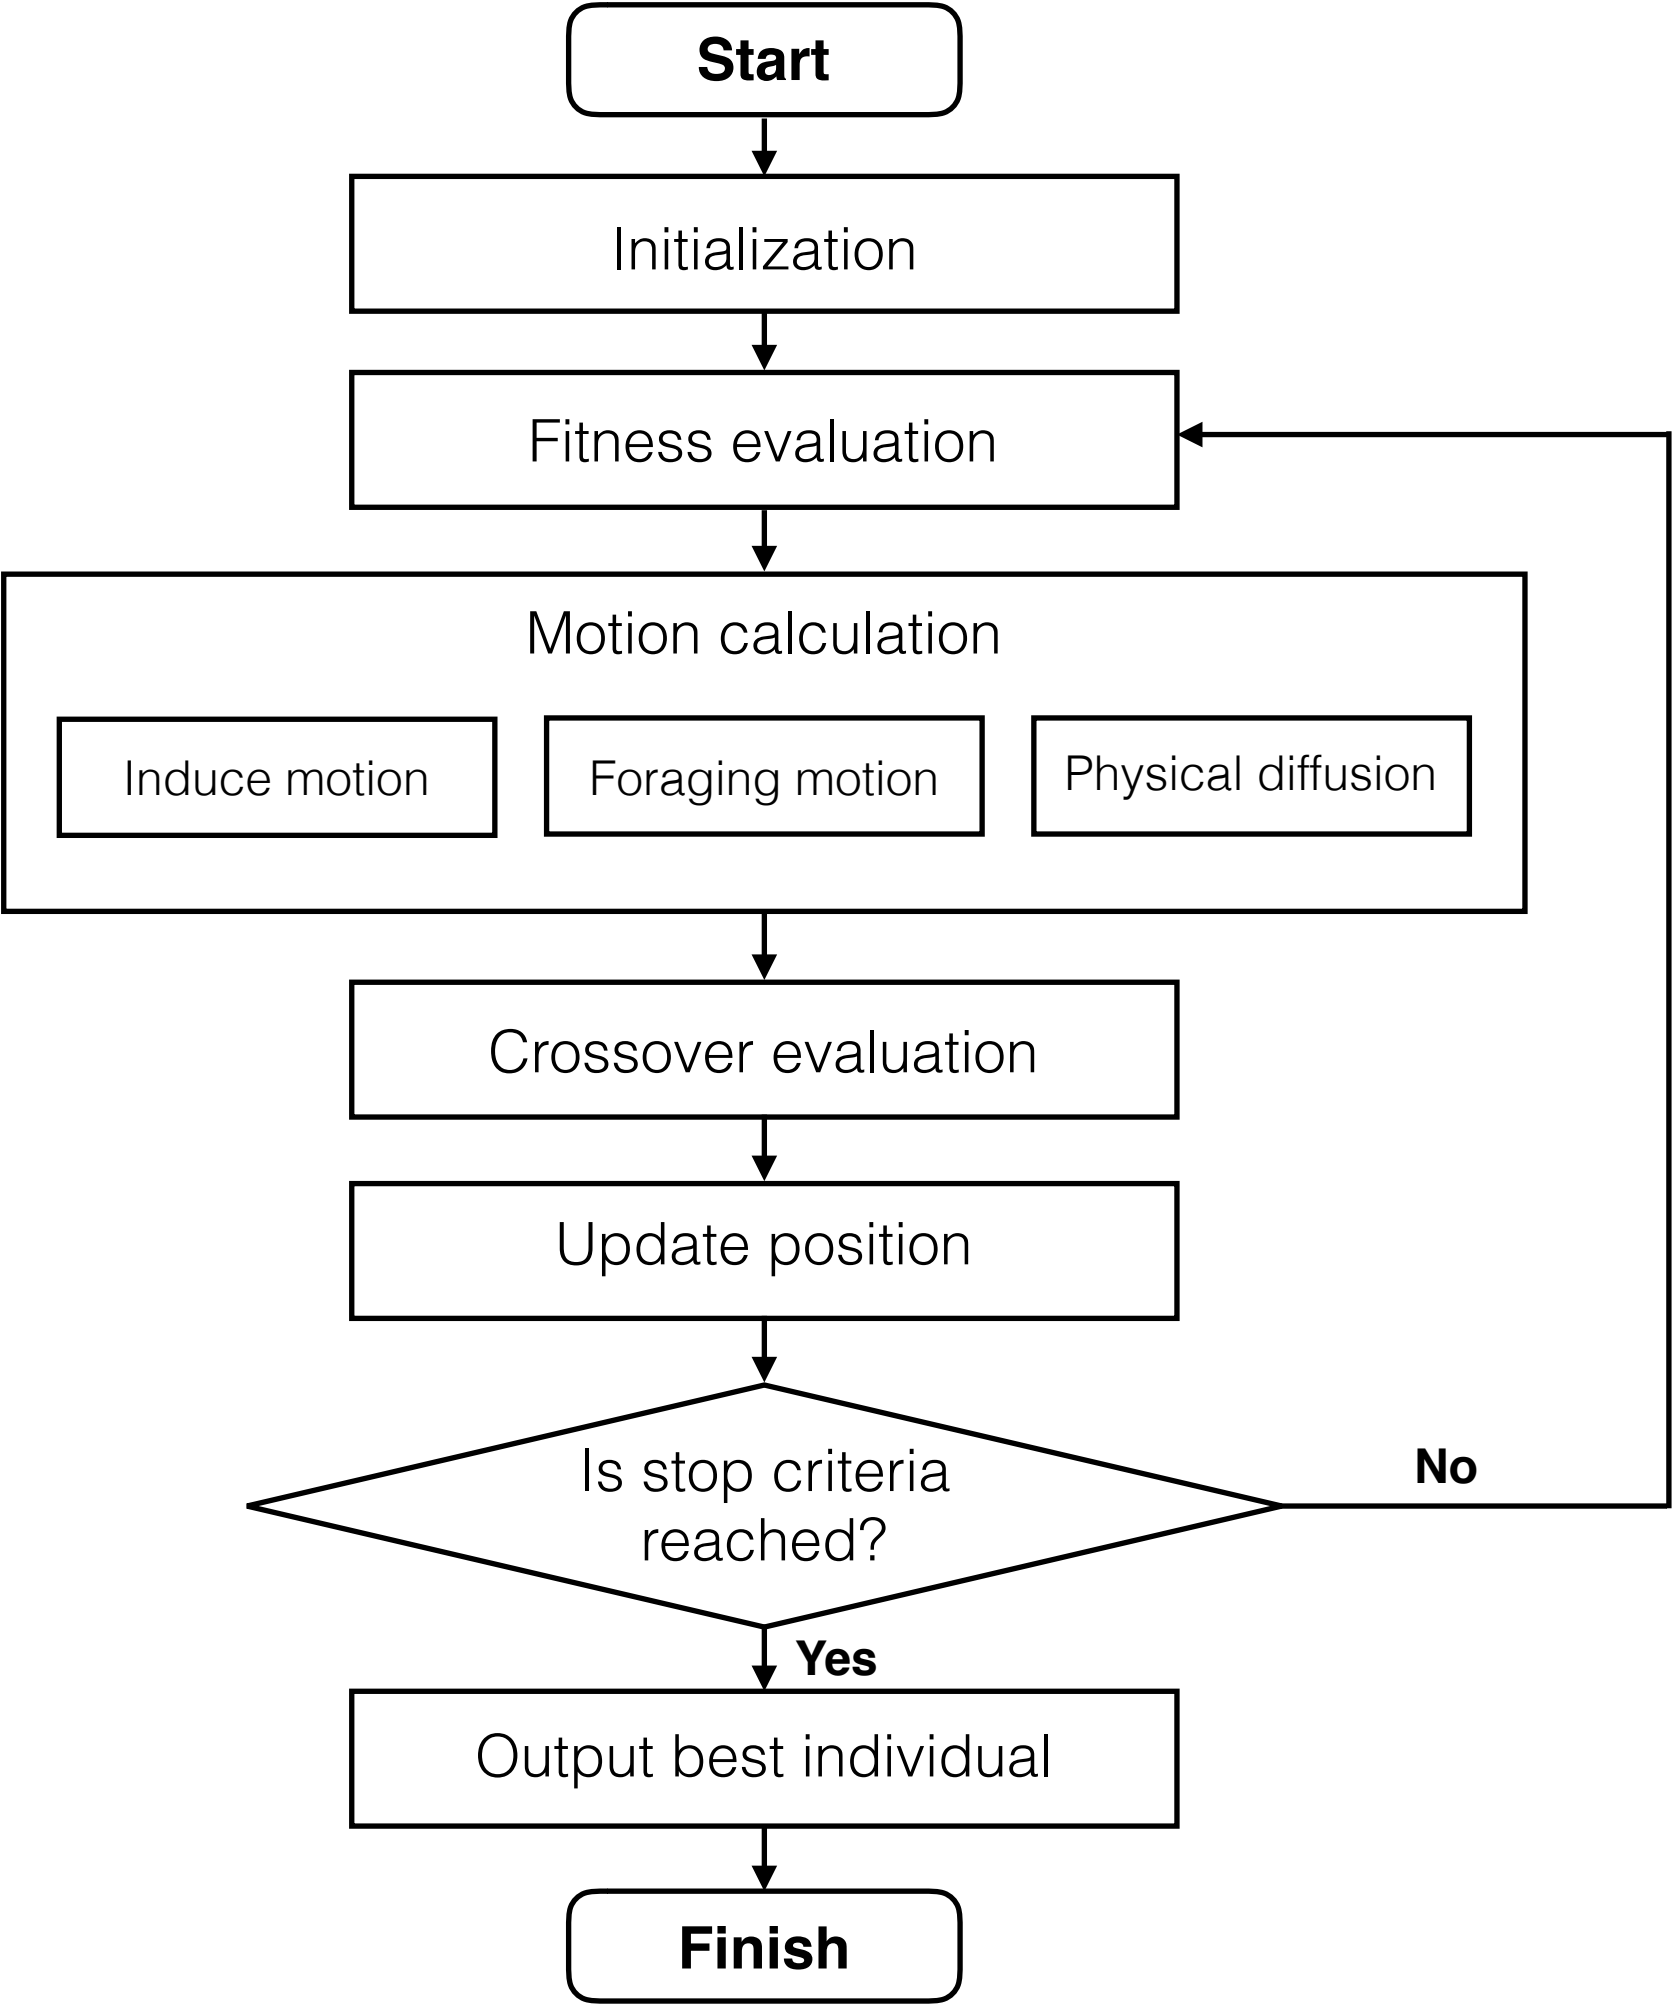 Start
Initialization
Fitness evaluation
Motion calculation
Induce motion
Foraging motion
Physical diffusion
Crossover evaluation
Update position
Is stop criteria
reached?
No
Yes
Output best individual
Finish